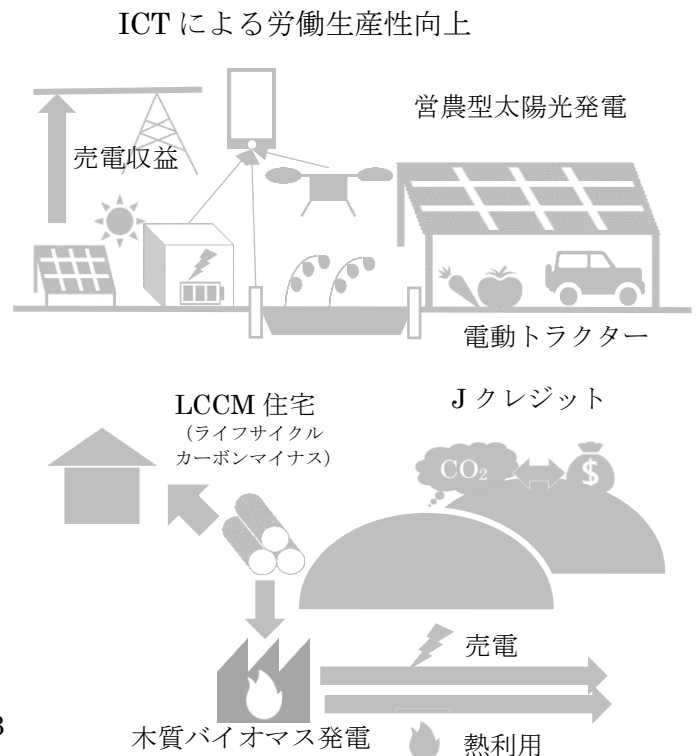 ICT による労働生産性向上
営農型太陽光発電
売電収益
電動トラクター
LCCM 住宅
（ライフサイクル
カーボンマイナス）
J クレジット
CO₂
$
売電
木質バイオマス発電
熱利用
3